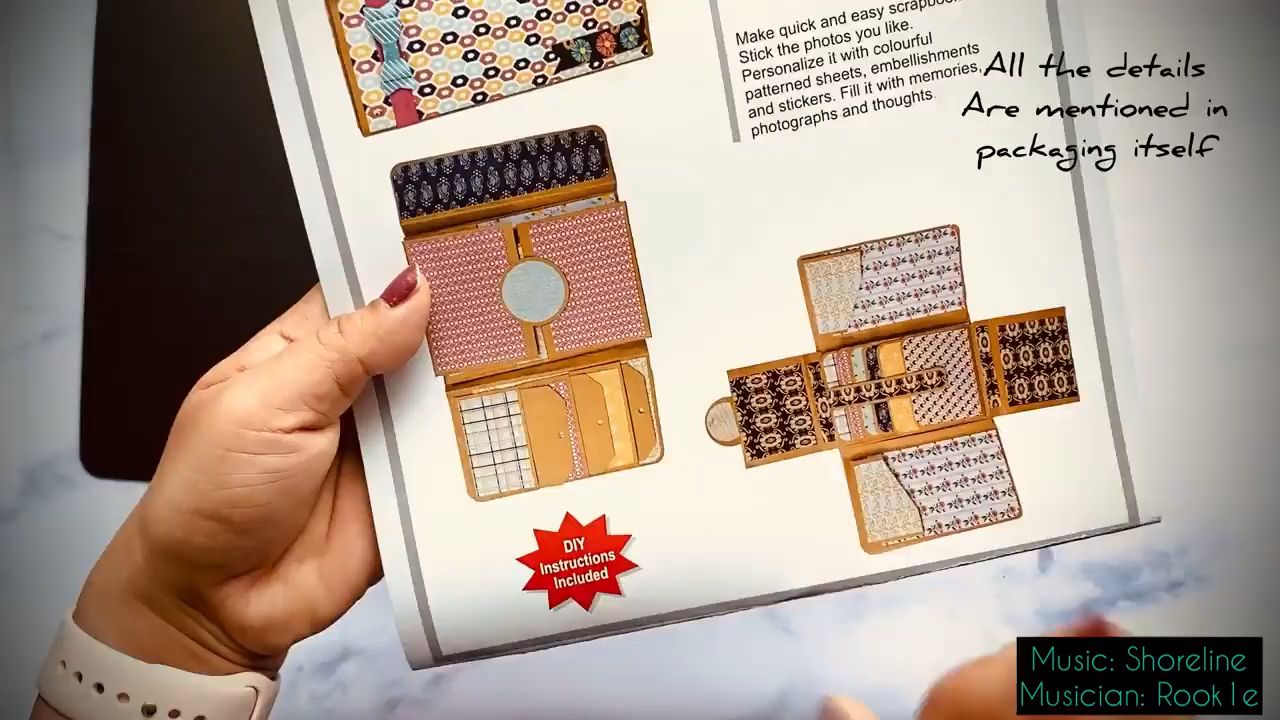 Make quick and easy scrapbook
Stick the photos you like.
Personalize it with colourful
patterned sheets, embellishments
and stickers. Fill it with memories,
photographs and thoughts.
All the details
Are mentioned in
packaging itself
DIY
Instructions
Included
Music: Shoreline
Musician: Rook1e